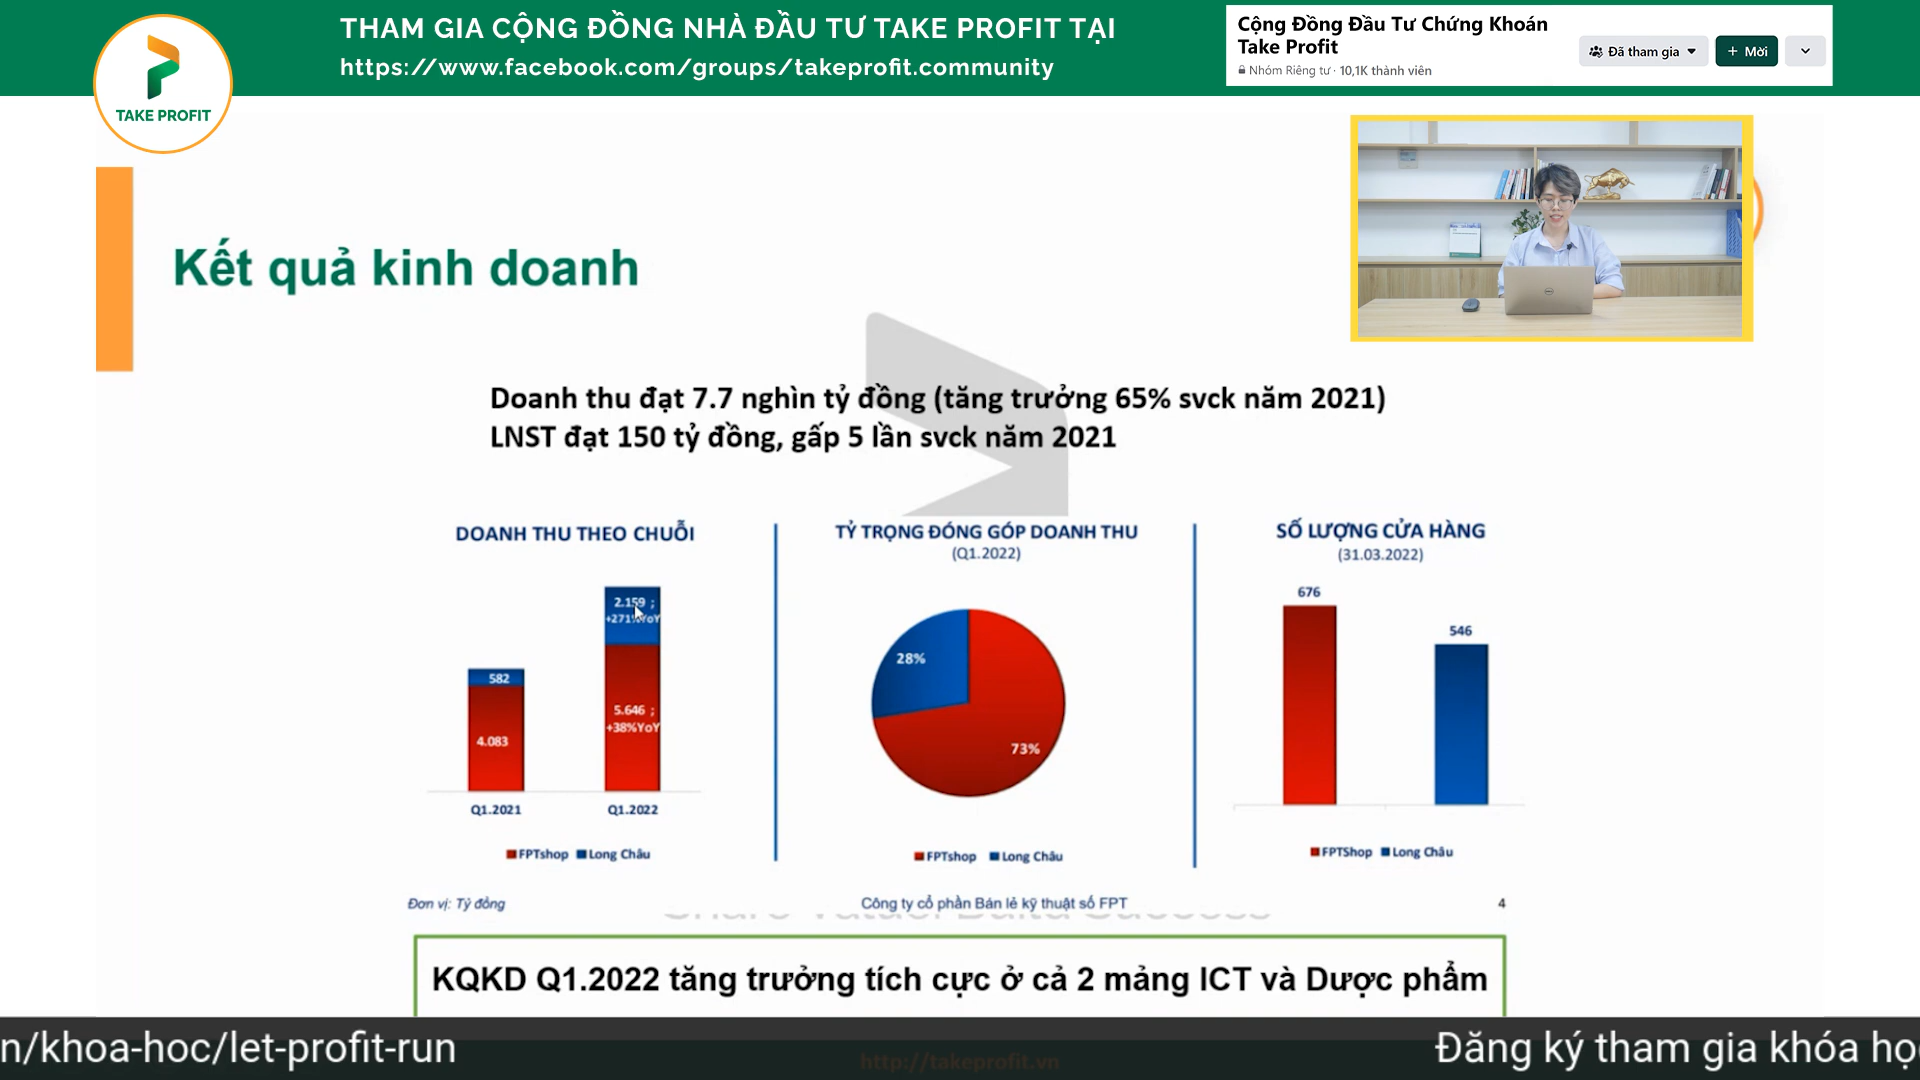 THAM GIA CỘNG ĐỒNG NHÀ ĐẦU TƯ TAKE PROFIT TẠI
https://www.facebook.com/groups/takeprofit.community
Cộng Đồng Đầu Tư Chứng Khoán
Take Profit
Nhóm Riêng tư · 10,1K thành viên
Đã tham gia
+ Mời
TAKE PROFIT
Kết quả kinh doanh
Doanh thu đạt 7.7 nghìn tỷ đồng (tăng trưởng 65% svck năm 2021)
LNST đạt 150 tỷ đồng, gấp 5 lần svck năm 2021
DOANH THU THEO CHUỖI
2.159 ;
+271%YoY
582
5.646 ;
+38%YoY
4.083
Q1.2021
Q1.2022
FPTshop Long Châu
TỶ TRỌNG ĐÓNG GÓP DOANH THU
(Q1.2022)
28%
73%
FPTshop Long Châu
SỐ LƯỢNG CỬA HÀNG
(31.03.2022)
676
546
FPTShop Long Châu
Đơn vị: Tỷ đồng
Công ty cổ phần Bán lẻ kỹ thuật số FPT
4
KQKD Q1.2022 tăng trưởng tích cực ở cả 2 mảng ICT và Dược phẩm
n/khoa-hoc/let-profit-run
http://takeprofit.vn
Đăng ký tham gia khóa họ